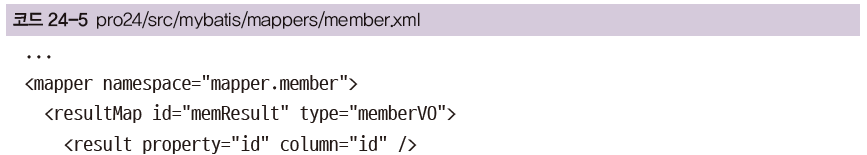 코드 24-5 pro24/src/mybatis/mappers/member.xml
...
<mapper namespace="mapper.member">
<resultMap id="memResult" type="memberVO">
<result property="id" column="id" />